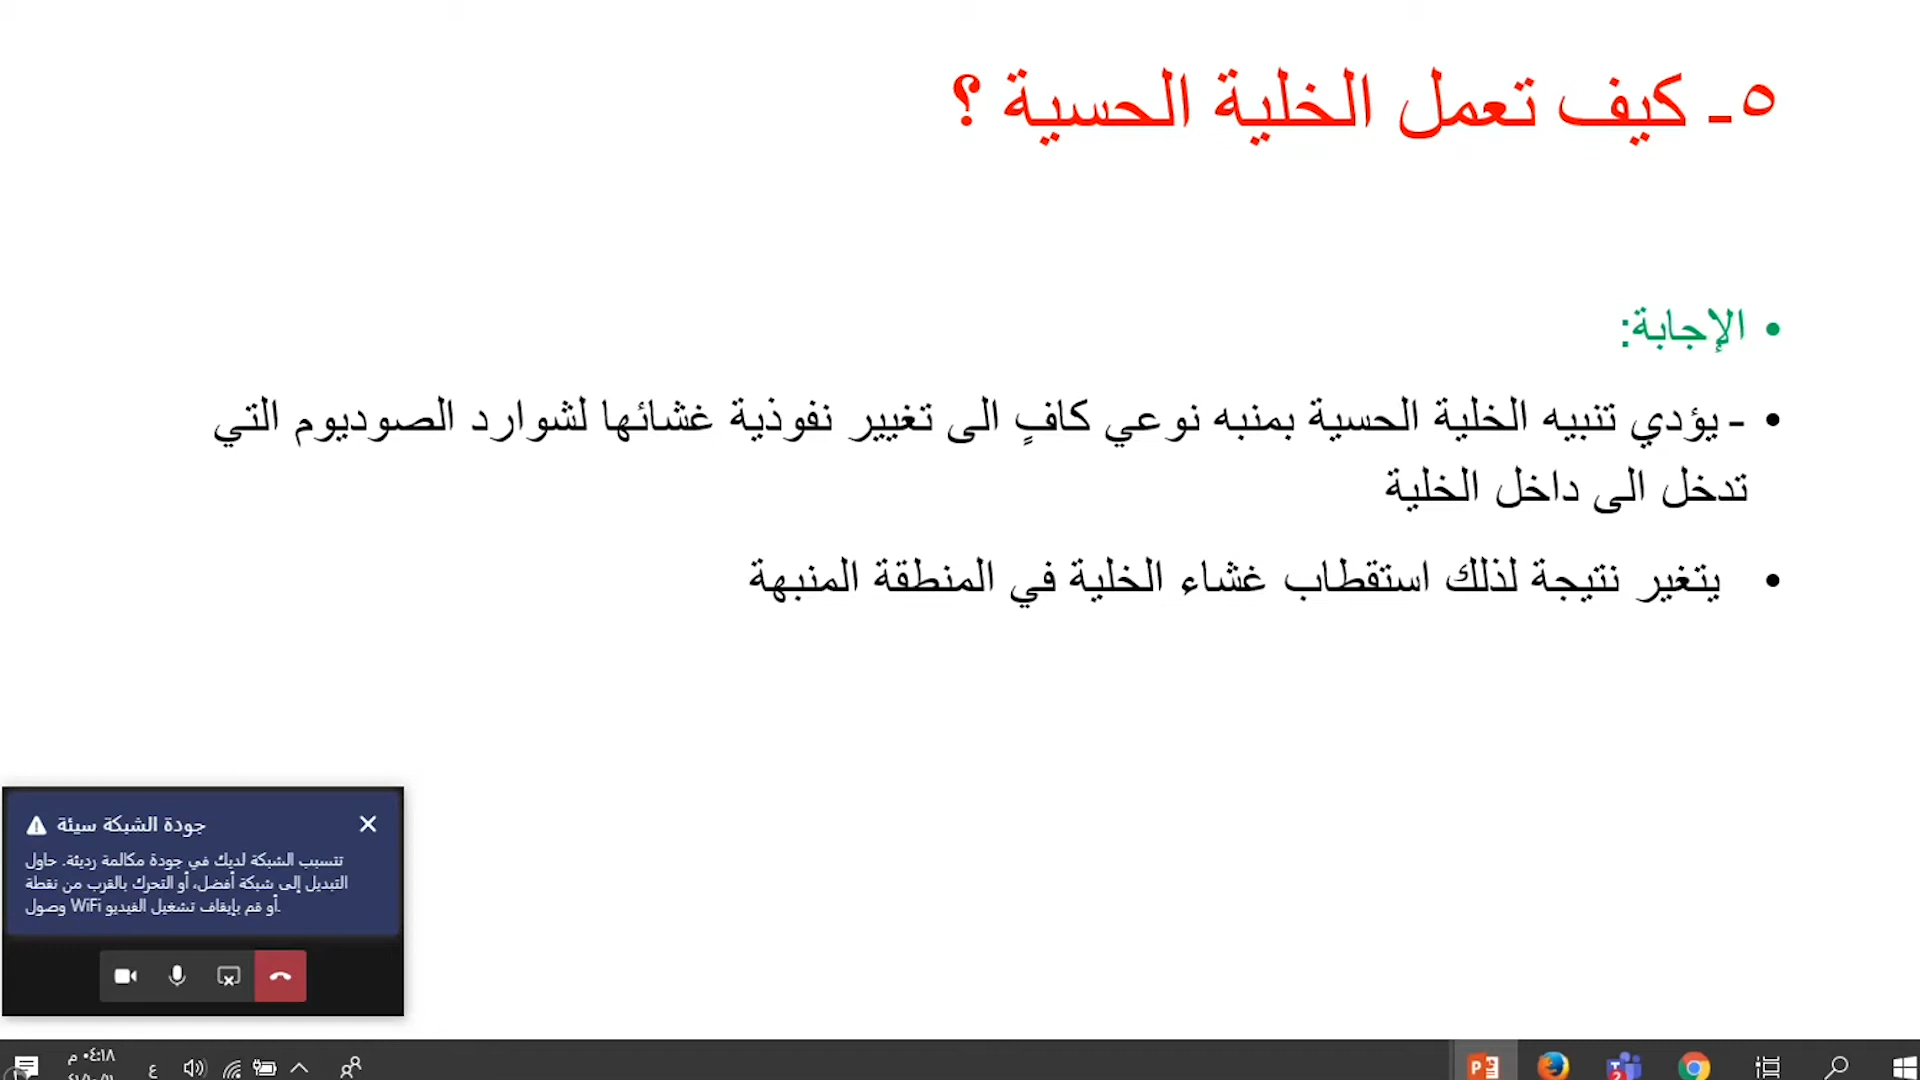 ٥- كيف تعمل الخلية الحسية ؟
• الإجابة:
• - يؤدي تنبيه الخلية الحسية بمنبه نوعي كافٍ الى تغيير نفوذية غشائها لشوارد الصوديوم التي
تدخل الى داخل الخلية
• يتغير نتيجة لذلك استقطاب غشاء الخلية في المنطقة المنبهة
جودة الشبكة سيئة
تتسبب الشبكة لديك في جودة مكالمة رديئة. حاول
التبديل إلى شبكة أفضل، أو التحرك بالقرب من نقطة
وصول WiFi أو قم بإيقاف تشغيل الفيديو.
٠٤:١٨ م
ع